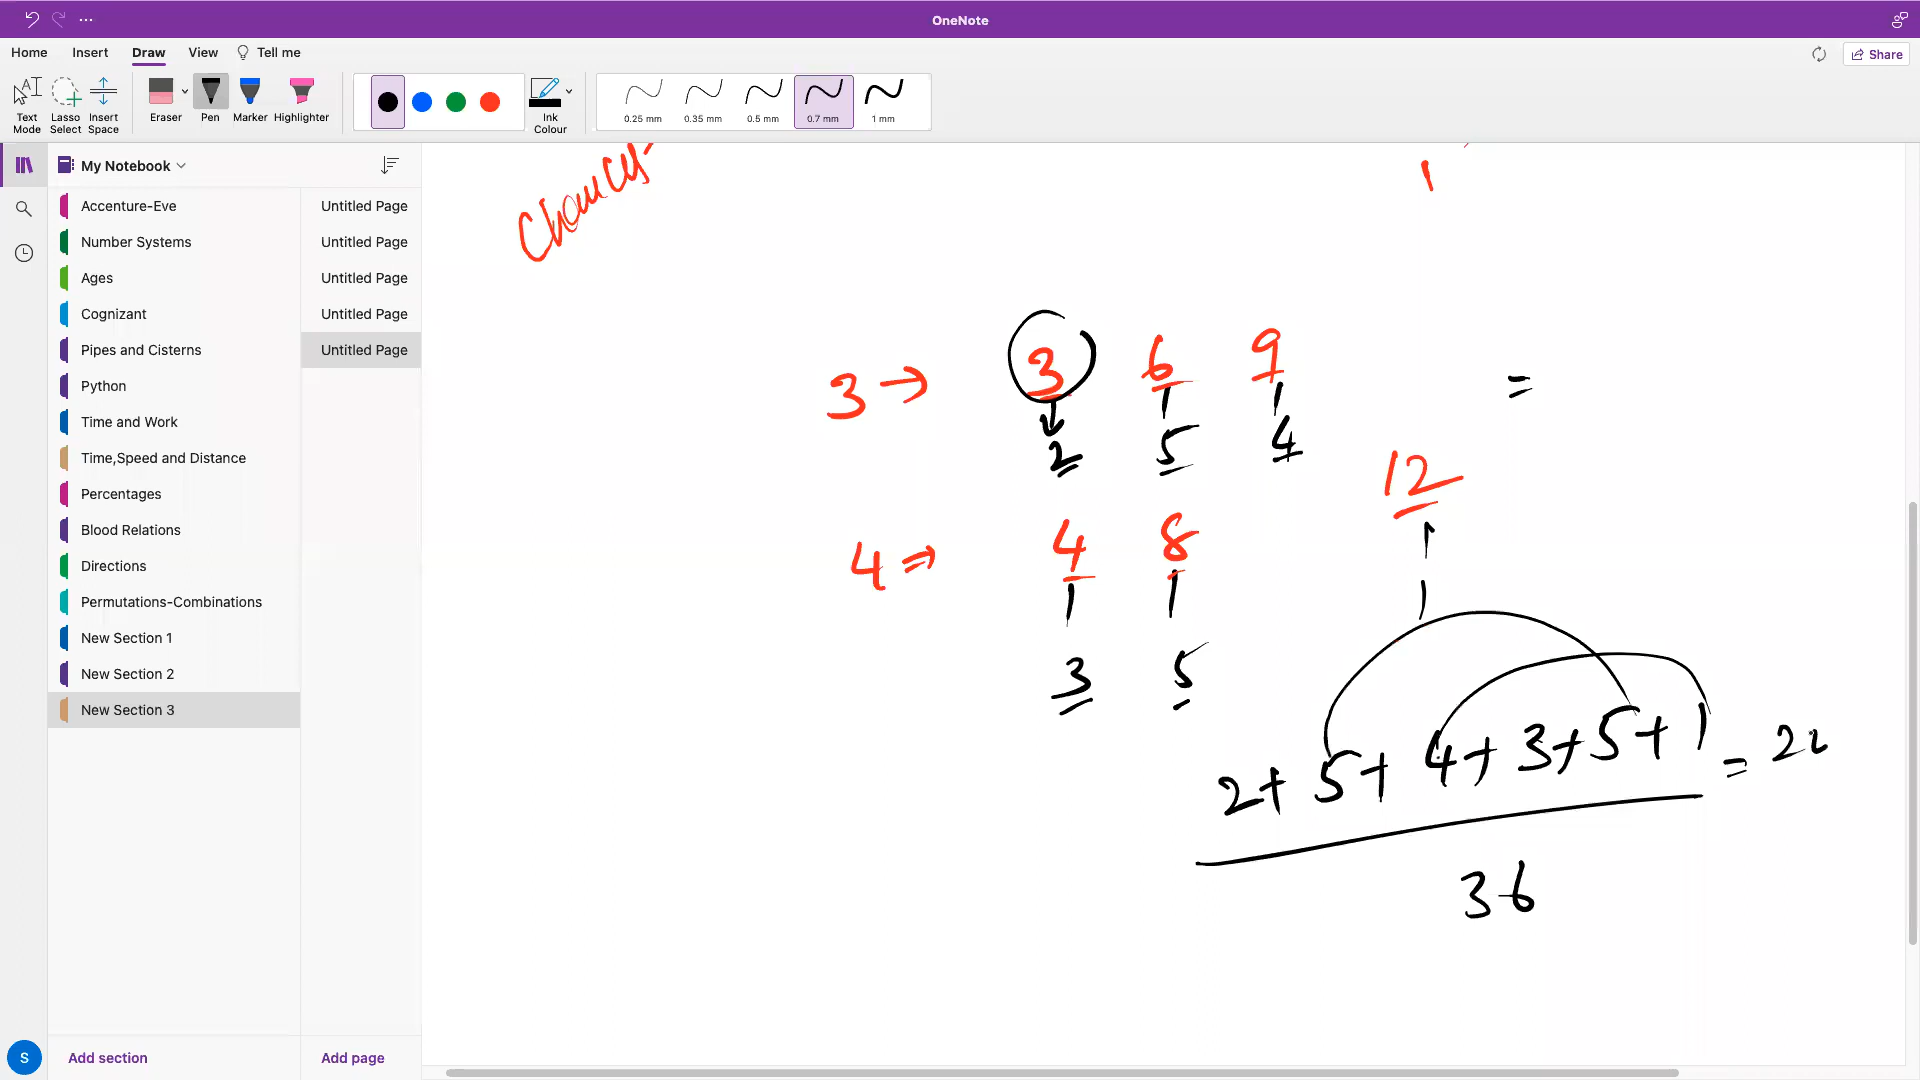 OneNote
Home Insert Draw View Tell me
Share
Text Mode
Lasso Select
Insert Space
Eraser
Pen
Marker
Highlighter
Ink Colour
0.25 mm
0.35 mm
0.5 mm
0.7 mm
1 mm
My Notebook
Accenture-Eve
Number Systems
Ages
Cognizant
Pipes and Cisterns
Python
Time and Work
Time,Speed and Distance
Percentages
Blood Relations
Directions
Permutations-Combinations
New Section 1
New Section 2
New Section 3
Untitled Page
Untitled Page
Untitled Page
Untitled Page
Untitled Page
S
Add section
Add page
1
3 → 3 6 9 =
2 5 4
12
1
4 ⇒ 4 8
3 5
2+ 5+ 4+ 3+5+ 1 =
36